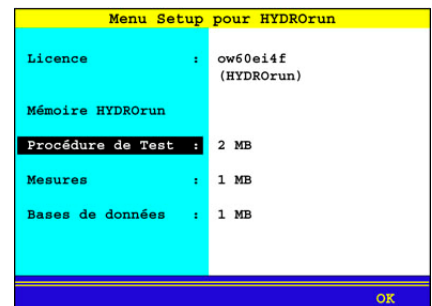 Menu Setup pour HYDROrun
Licence : ow60ei4f
(HYDROrun)
Mémoire HYDROrun
Procédure de Test : 2 MB
Mesures : 1 MB
Bases de données : 1 MB
OK